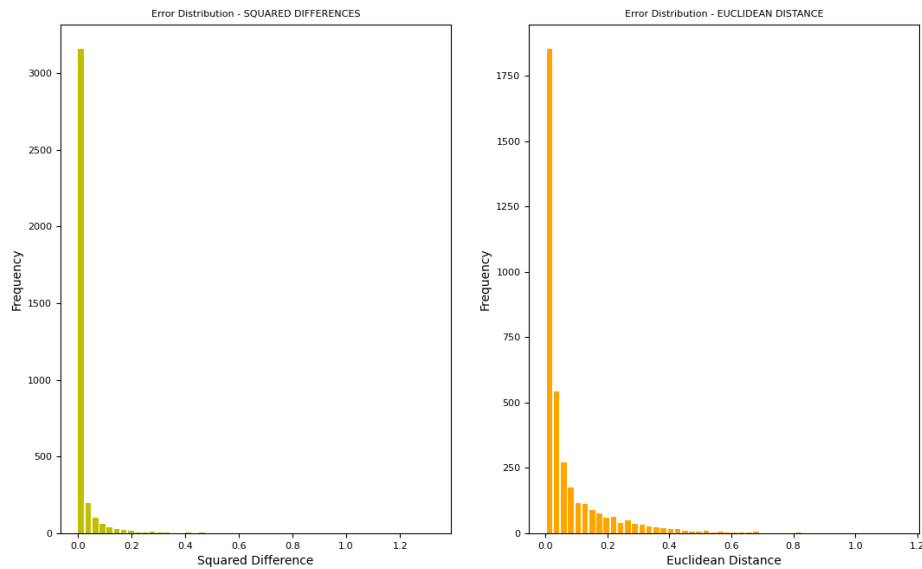 Error Distribution - SQUARED DIFFERENCES
3000
2500
2000
1500
1000
500
0
Frequency
0.0 0.2 0.4 0.6 0.8 1.0 1.2
Squared Difference
Error Distribution - EUCLIDEAN DISTANCE
1750
1500
1250
1000
750
500
250
0
Frequency
0.0 0.2 0.4 0.6 0.8 1.0 1.2
Euclidean Distance